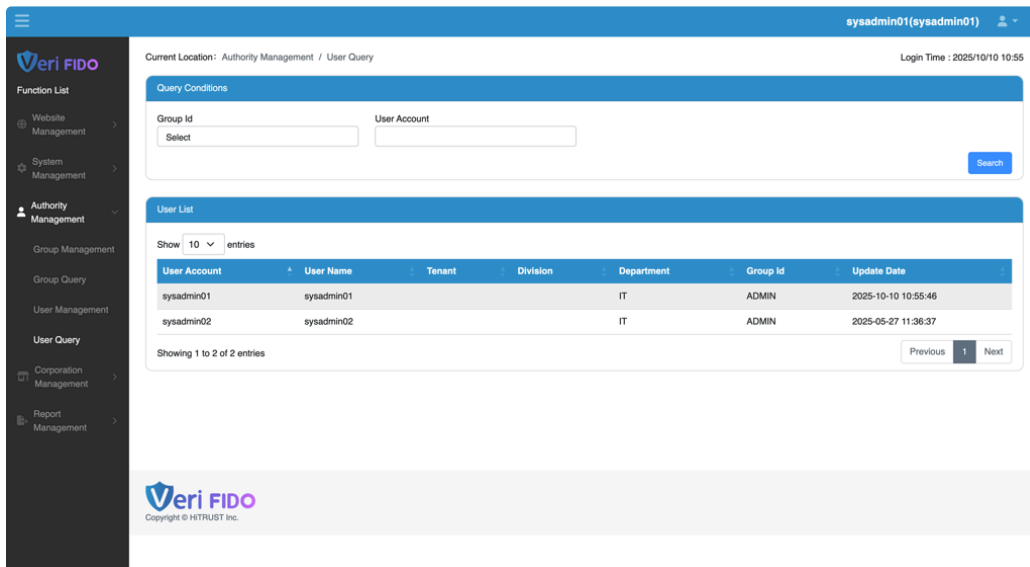 sysadmin01(sysadmin01)
Veri FIDO
Function List
Website
Management
System
Management
Authority
Management
Group Management
Group Query
User Management
User Query
Corporation
Management
Report
Management
Current Location: Authority Management / User Query
Login Time : 2025/10/10 10:55
Query Conditions
Group Id User Account
Select
Search
User List
Show 10 entries
User Account User Name Tenant Division Department Group Id Update Date
sysadmin01 sysadmin01 IT ADMIN 2025-10-10 10:55:46
sysadmin02 sysadmin02 IT ADMIN 2025-05-27 11:36:37
Showing 1 to 2 of 2 entries
Previous 1 Next
Veri FIDO
Copyright © HiTRUST Inc.